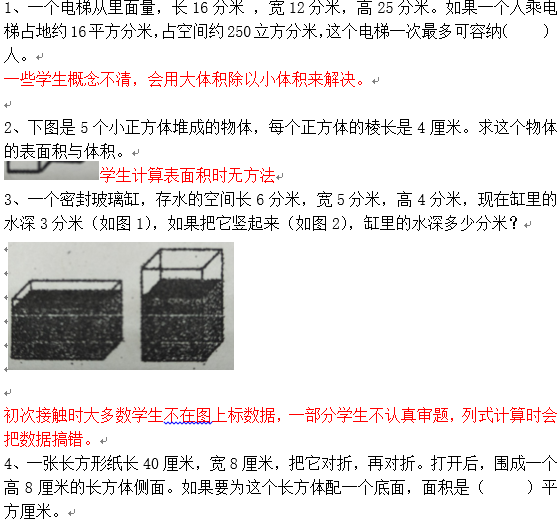 1、一个电梯从里面量，长16分米 ，宽12分米，高25分米。如果一个人乘电
梯占地约16平方分米，占空间约250立方分米，这个电梯一次最多可容纳(　　)
人。
一些学生概念不清，会用大体积除以小体积来解决。
2、下图是5个小正方体堆成的物体，每个正方体的棱长是4厘米。求这个物体
的表面积与体积。
学生计算表面积时无方法
3、一个密封玻璃缸，存水的空间长6分米，宽5分米，高4分米，现在缸里的
水深3分米（如图1），如果把它竖起来（如图2），缸里的水深多少分米？
初次接触时大多数学生不在图上标数据，一部分学生不认真审题，列式计算时会
把数据搞错。
4、一张长方形纸长40厘米，宽8厘米，把它对折，再对折。打开后，围成一个
高8厘米的长方体侧面。如果要为这个长方体配一个底面，面积是（　　）平
方厘米。